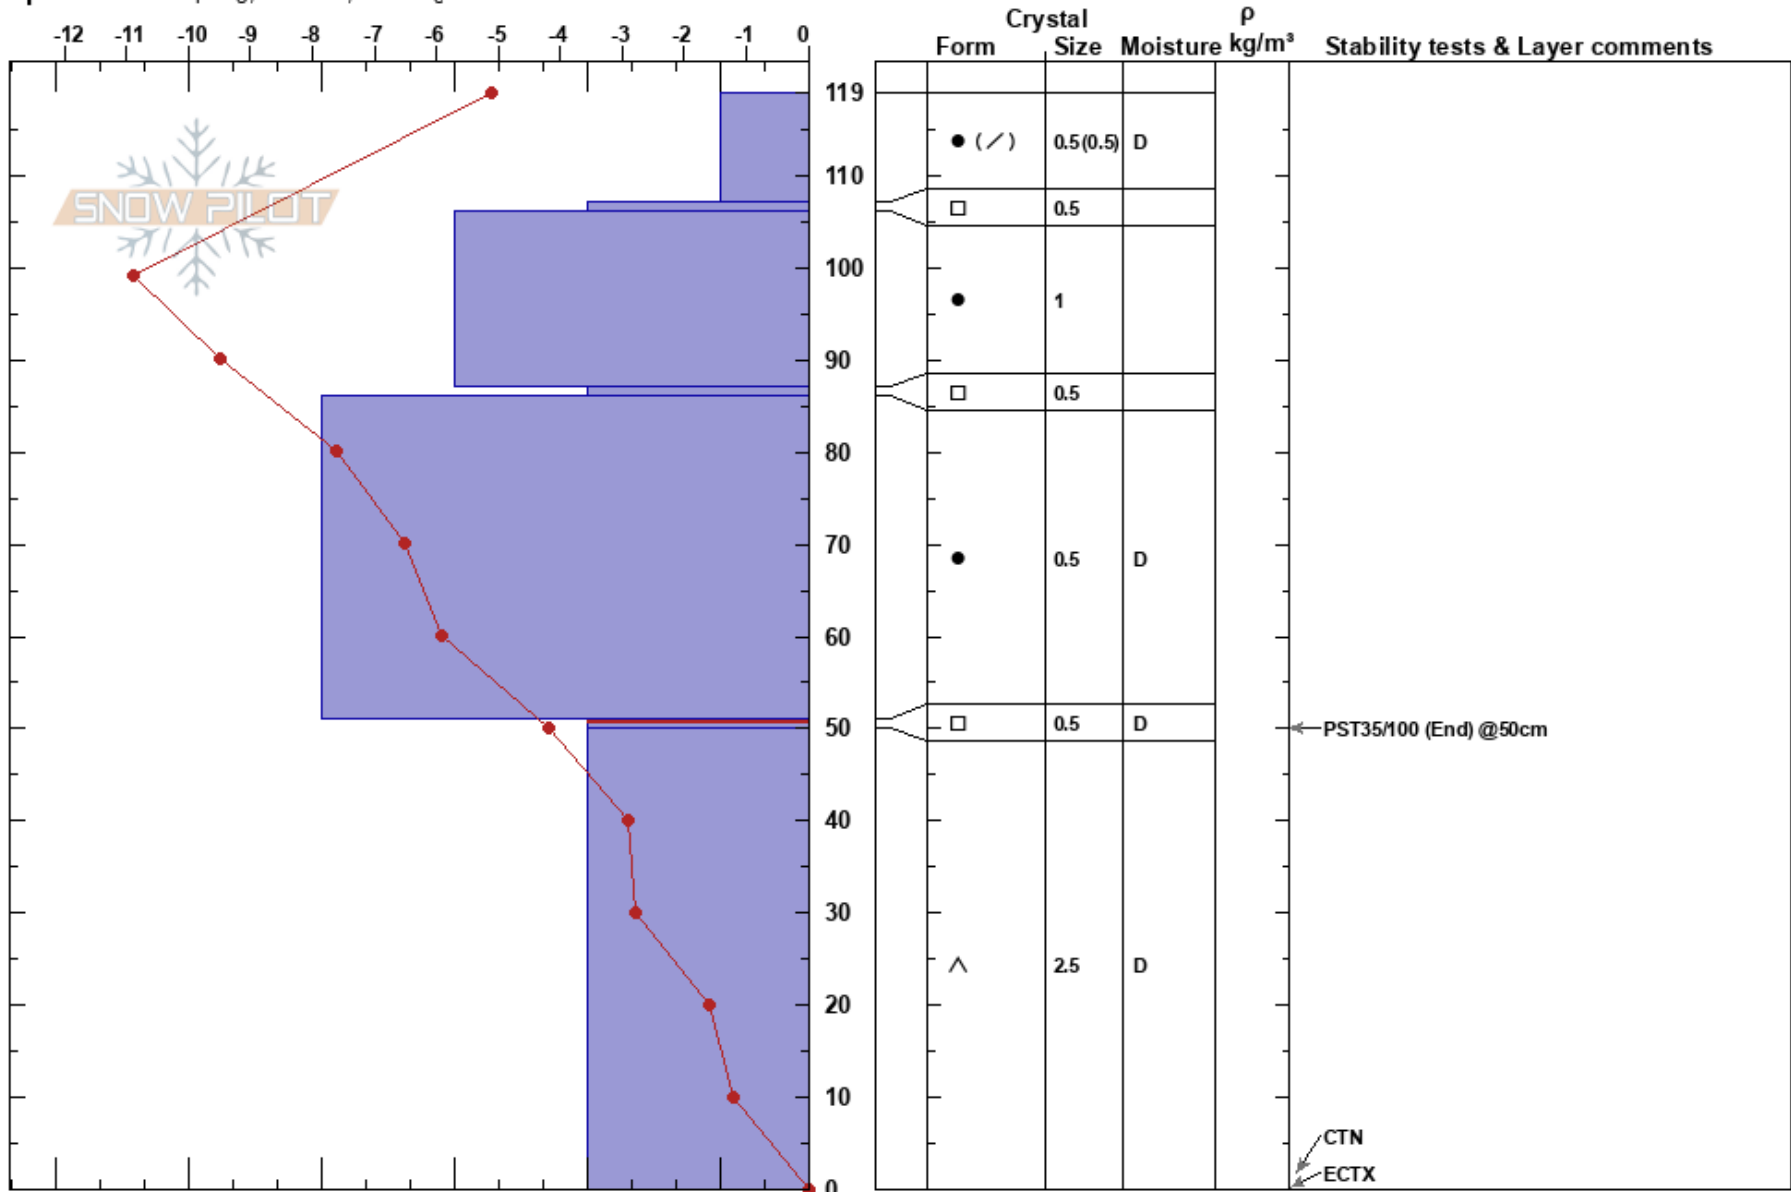 -12 -11 -10 -9 -8 -7 -6 -5 -4 -3 -2 -1 0
Crystal
Form Size Moisture
ρ
kg/m³
Stability tests & Layer comments
SNOW PILOT
119
110
100
90
80
70
60
50
40
30
20
10
0
0.5(0.5) D
0.5
1
0.5
0.5 D
0.5 D
2.5 D
PST35/100 (End) @50cm
CTN
ECTX